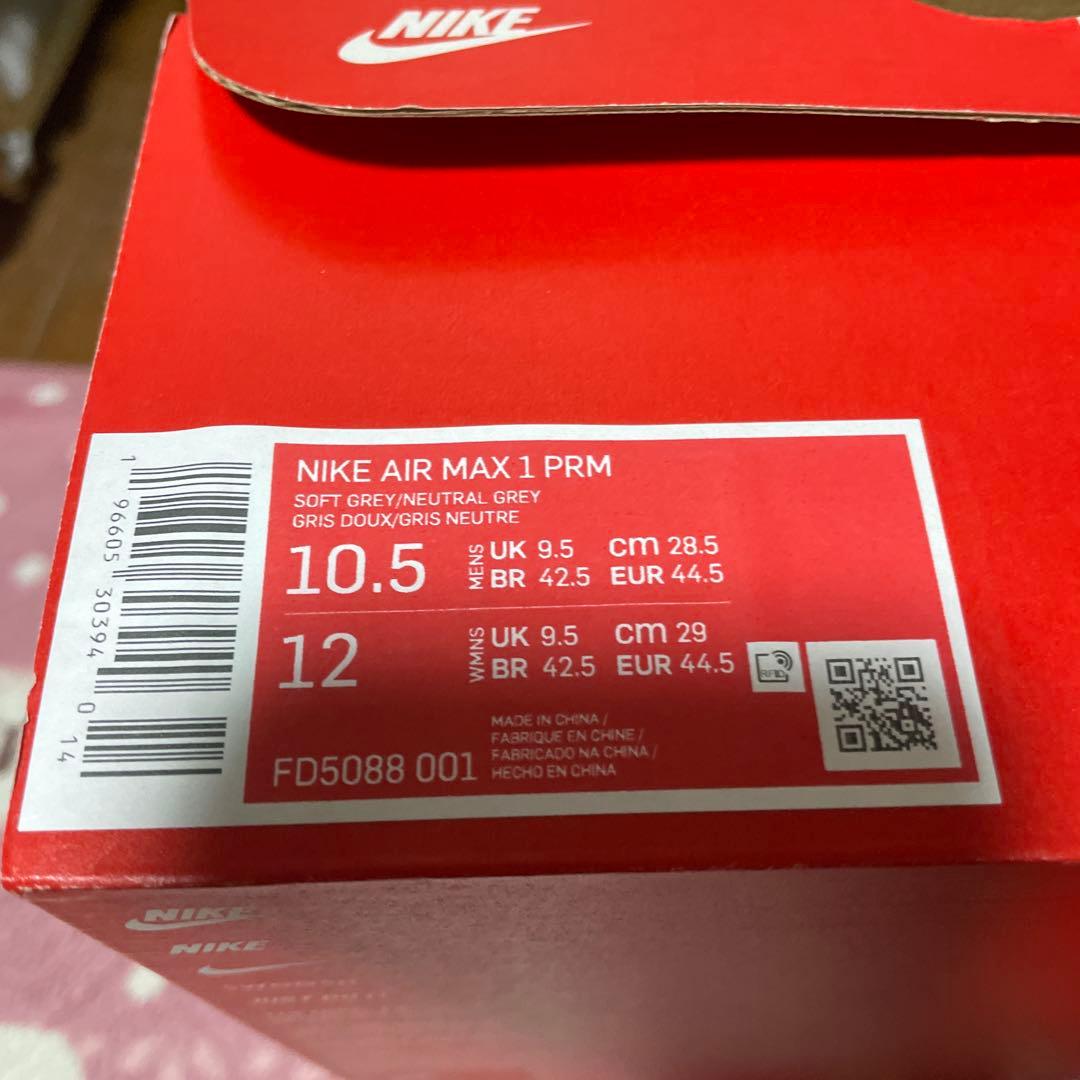 NIKE
NIKE AIR MAX 1 PRM
SOFT GREY/NEUTRAL GREY
GRIS DOUX/GRIS NEUTRE
10.5 MENS UK 9.5 cm 28.5
BR 42.5 EUR 44.5
12 WMNS UK 9.5 cm 29
BR 42.5 EUR 44.5
RFID
MADE IN CHINA /
FABRIQUE EN CHINE /
FABRICADO NA CHINA /
HECHO EN CHINA
FD5088 001
1 96605 30394 0 14
NIKE
NIKE